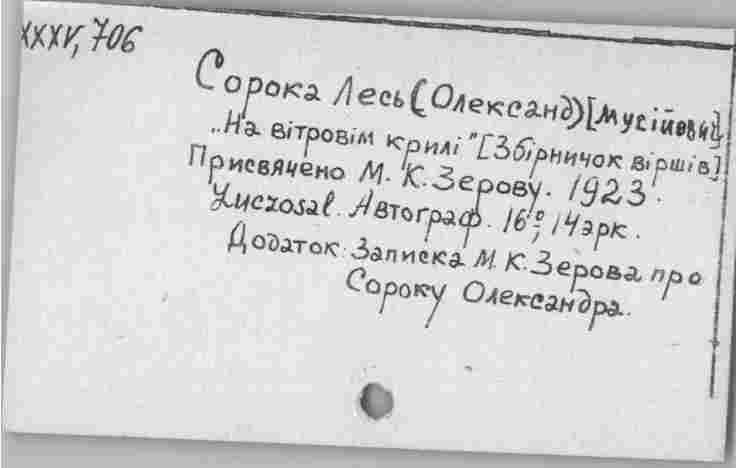 XXXV, 706
Сорока Лесь (Олександ) [Мусійович]
„На вітровім крилі" [Збірничок віршів]
Присвячено М. К. Зерову. 1923.
Автограф. 16°, 14 арк.
Додаток: Записка М. К. Зерова про
Сороку Олександра.